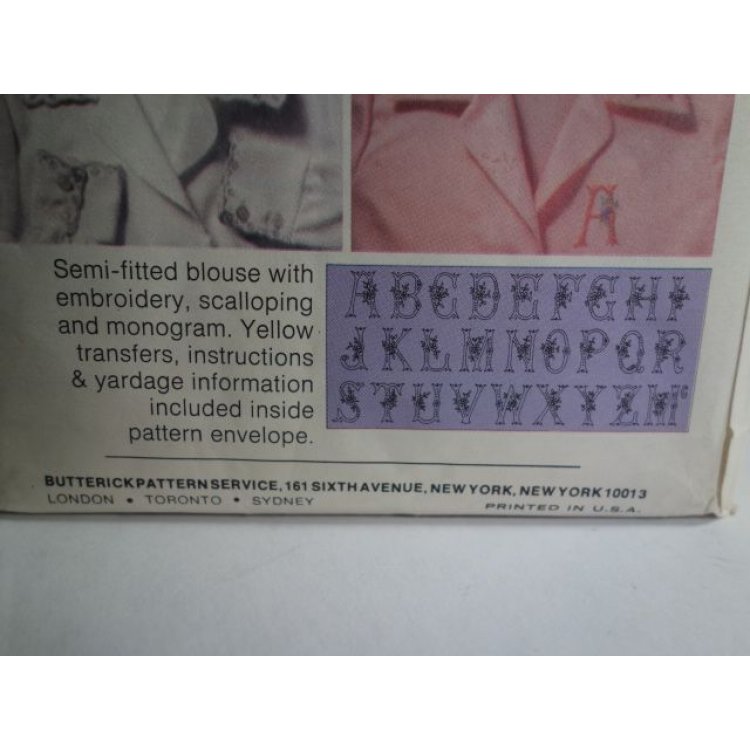 A
Semi-fitted blouse with
embroidery, scalloping
and monogram. Yellow
transfers, instructions
& yardage information
included inside
pattern envelope.
ABCDEFGHI
JKLMNOPQR
STUVWXYZ
BUTTERICK PATTERN SERVICE, 161 SIXTH AVENUE, NEW YORK, NEW YORK 10013
LONDON • TORONTO • SYDNEY
PRINTED IN U.S.A.